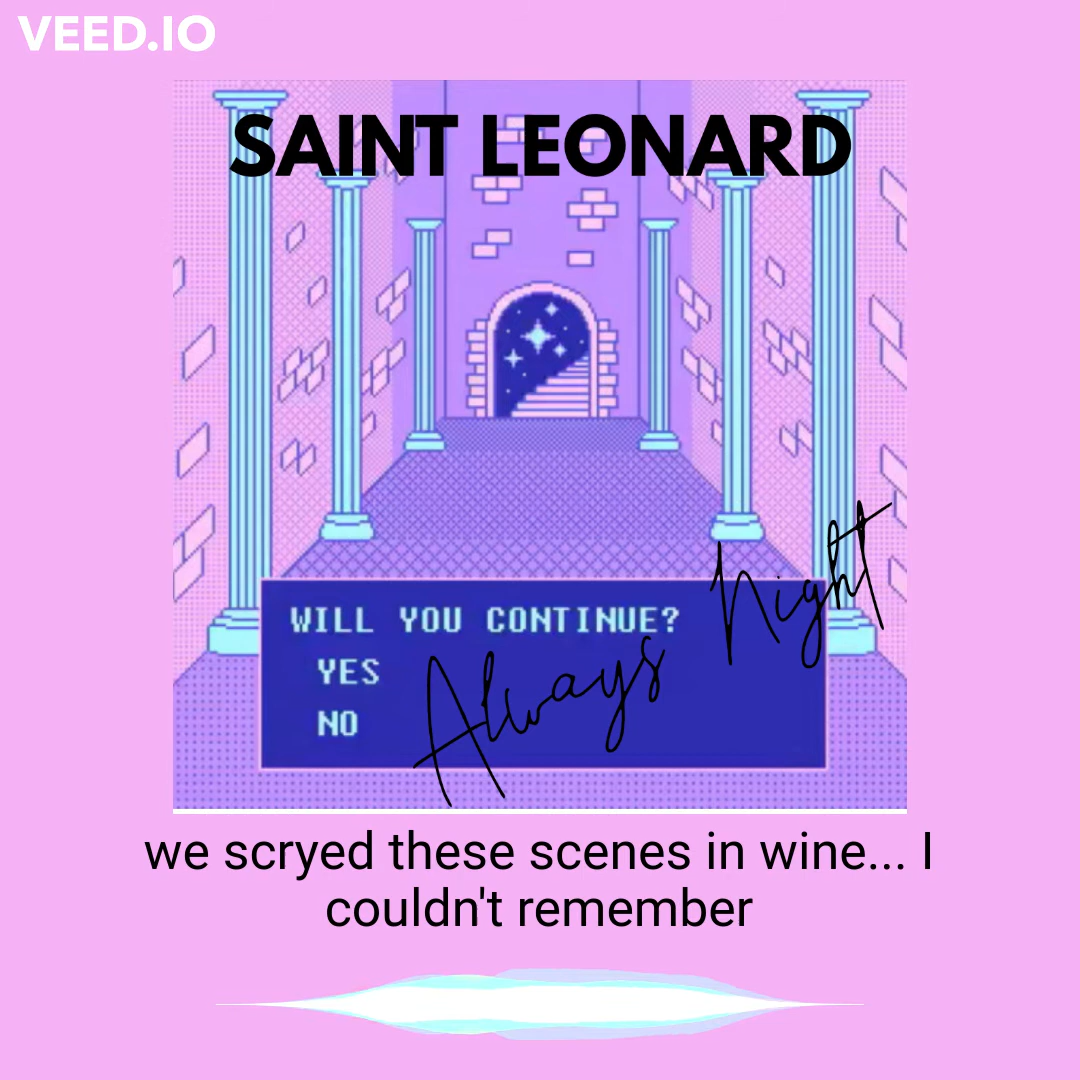 VEED.IO
SAINT LEONARD
WILL YOU CONTINUE?
YES
NO
Always Night
we scryed these scenes in wine... I
couldn't remember